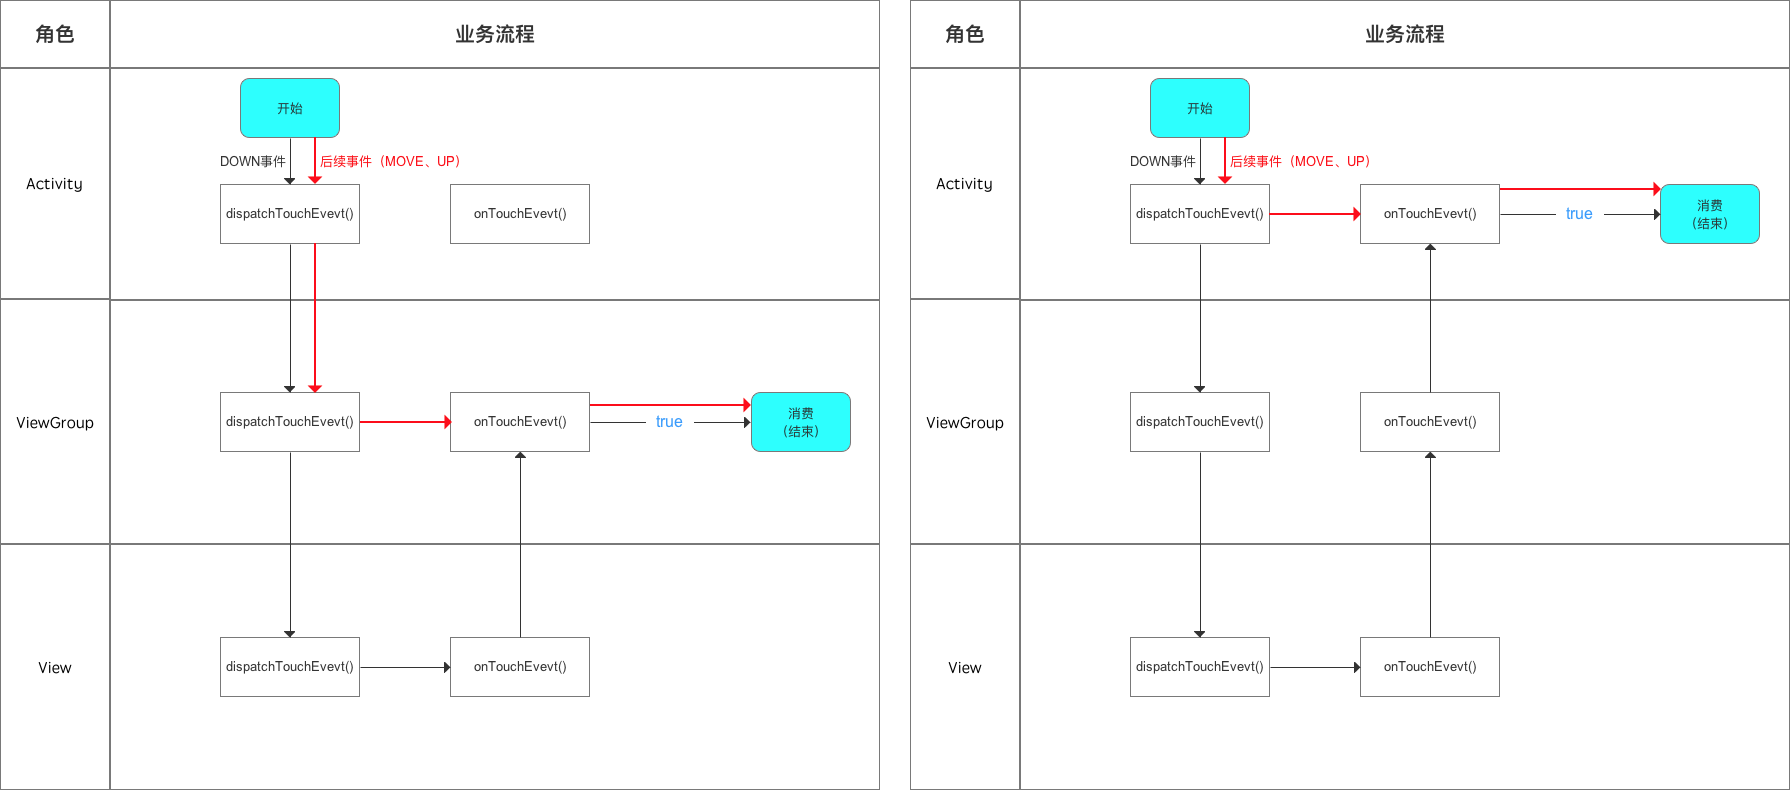 角色
业务流程
开始
DOWN事件
后续事件（MOVE、UP）
Activity
dispatchTouchEvevt()
onTouchEvevt()
ViewGroup
dispatchTouchEvevt()
onTouchEvevt()
true
消费
（结束）
View
dispatchTouchEvevt()
onTouchEvevt()
角色
业务流程
开始
DOWN事件
后续事件（MOVE、UP）
Activity
dispatchTouchEvevt()
onTouchEvevt()
true
消费
（结束）
ViewGroup
dispatchTouchEvevt()
onTouchEvevt()
View
dispatchTouchEvevt()
onTouchEvevt()